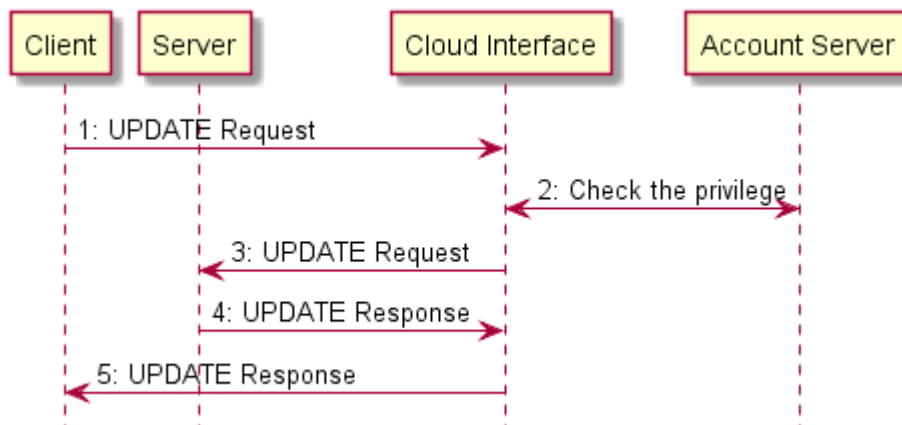 Client
Server
Cloud Interface
Account Server
1: UPDATE Request
2: Check the privilege
3: UPDATE Request
4: UPDATE Response
5: UPDATE Response